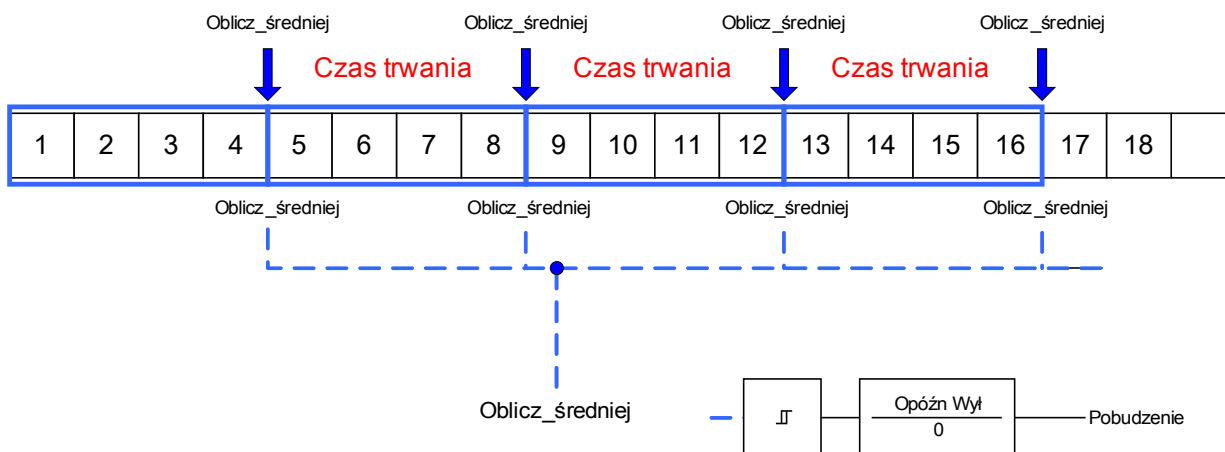 Oblicz_średniej Oblicz_średniej Oblicz_średniej Oblicz_średniej
Czas trwania Czas trwania Czas trwania
1 2 3 4 5 6 7 8 9 10 11 12 13 14 15 16 17 18
Oblicz_średniej Oblicz_średniej Oblicz_średniej Oblicz_średniej
Oblicz_średniej
Opóźn Wył
0
Pobudzenie